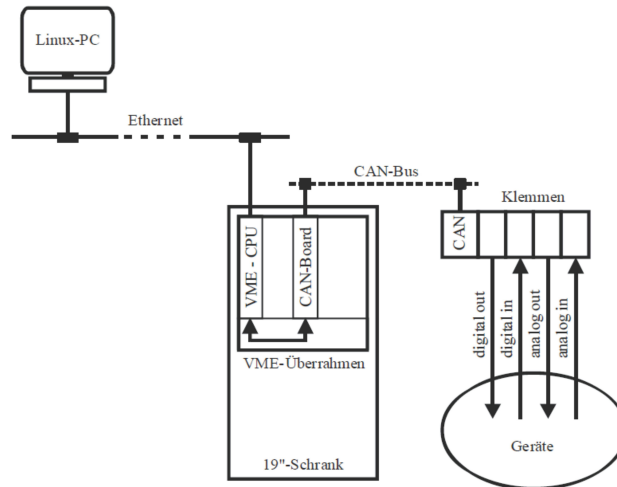 Linux-PC
Ethernet
CAN-Bus
Klemmen
VME - CPU
CAN-Board
CAN
digital out
digital in
analog out
analog in
VME-Überrahmen
Geräte
19"-Schrank